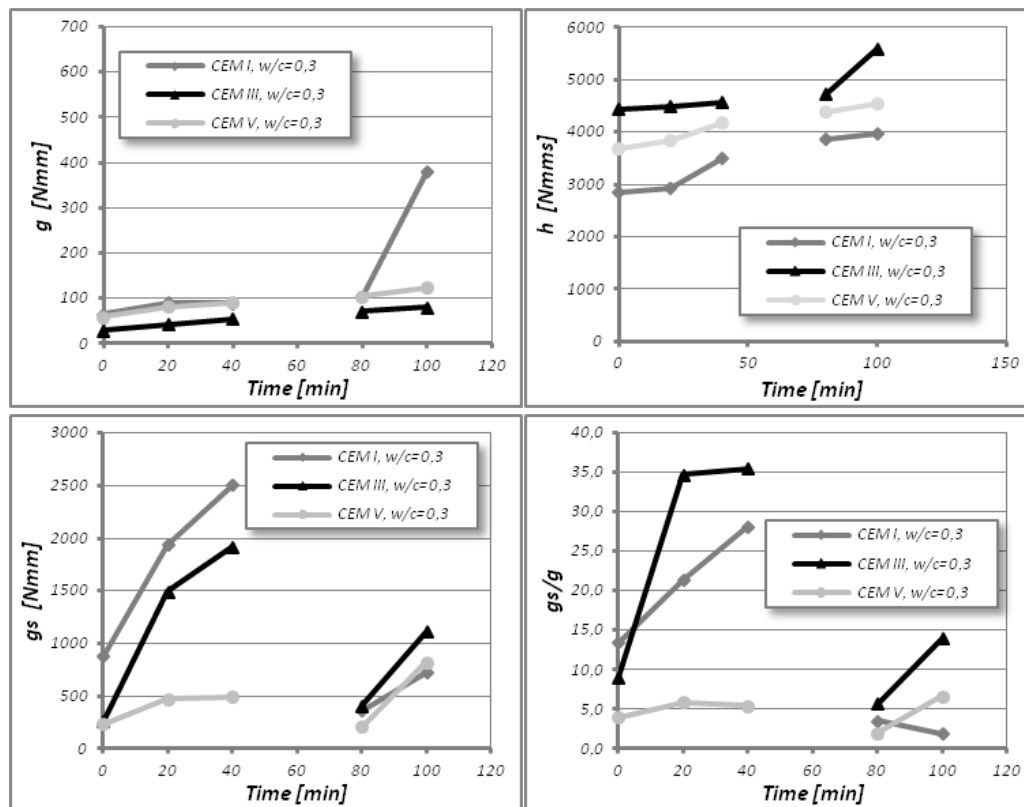 g [Nmm]
700
600
500
400
300
200
100
0
CEM I, w/c=0,3
CEM III, w/c=0,3
CEM V, w/c=0,3
0 20 40 60 80 100 120
Time [min]
h [Nmms]
6000
5000
4000
3000
2000
1000
0
CEM I, w/c=0,3
CEM III, w/c=0,3
CEM V, w/c=0,3
0 50 100 150
Time [min]
gs [Nmm]
3000
2500
2000
1500
1000
500
0
CEM I, w/c=0,3
CEM III, w/c=0,3
CEM V, w/c=0,3
0 20 40 60 80 100 120
Time [min]
gs/g
40,0
35,0
30,0
25,0
20,0
15,0
10,0
5,0
0,0
CEM I, w/c=0,3
CEM III, w/c=0,3
CEM V, w/c=0,3
0 20 40 60 80 100 120
Time [min]